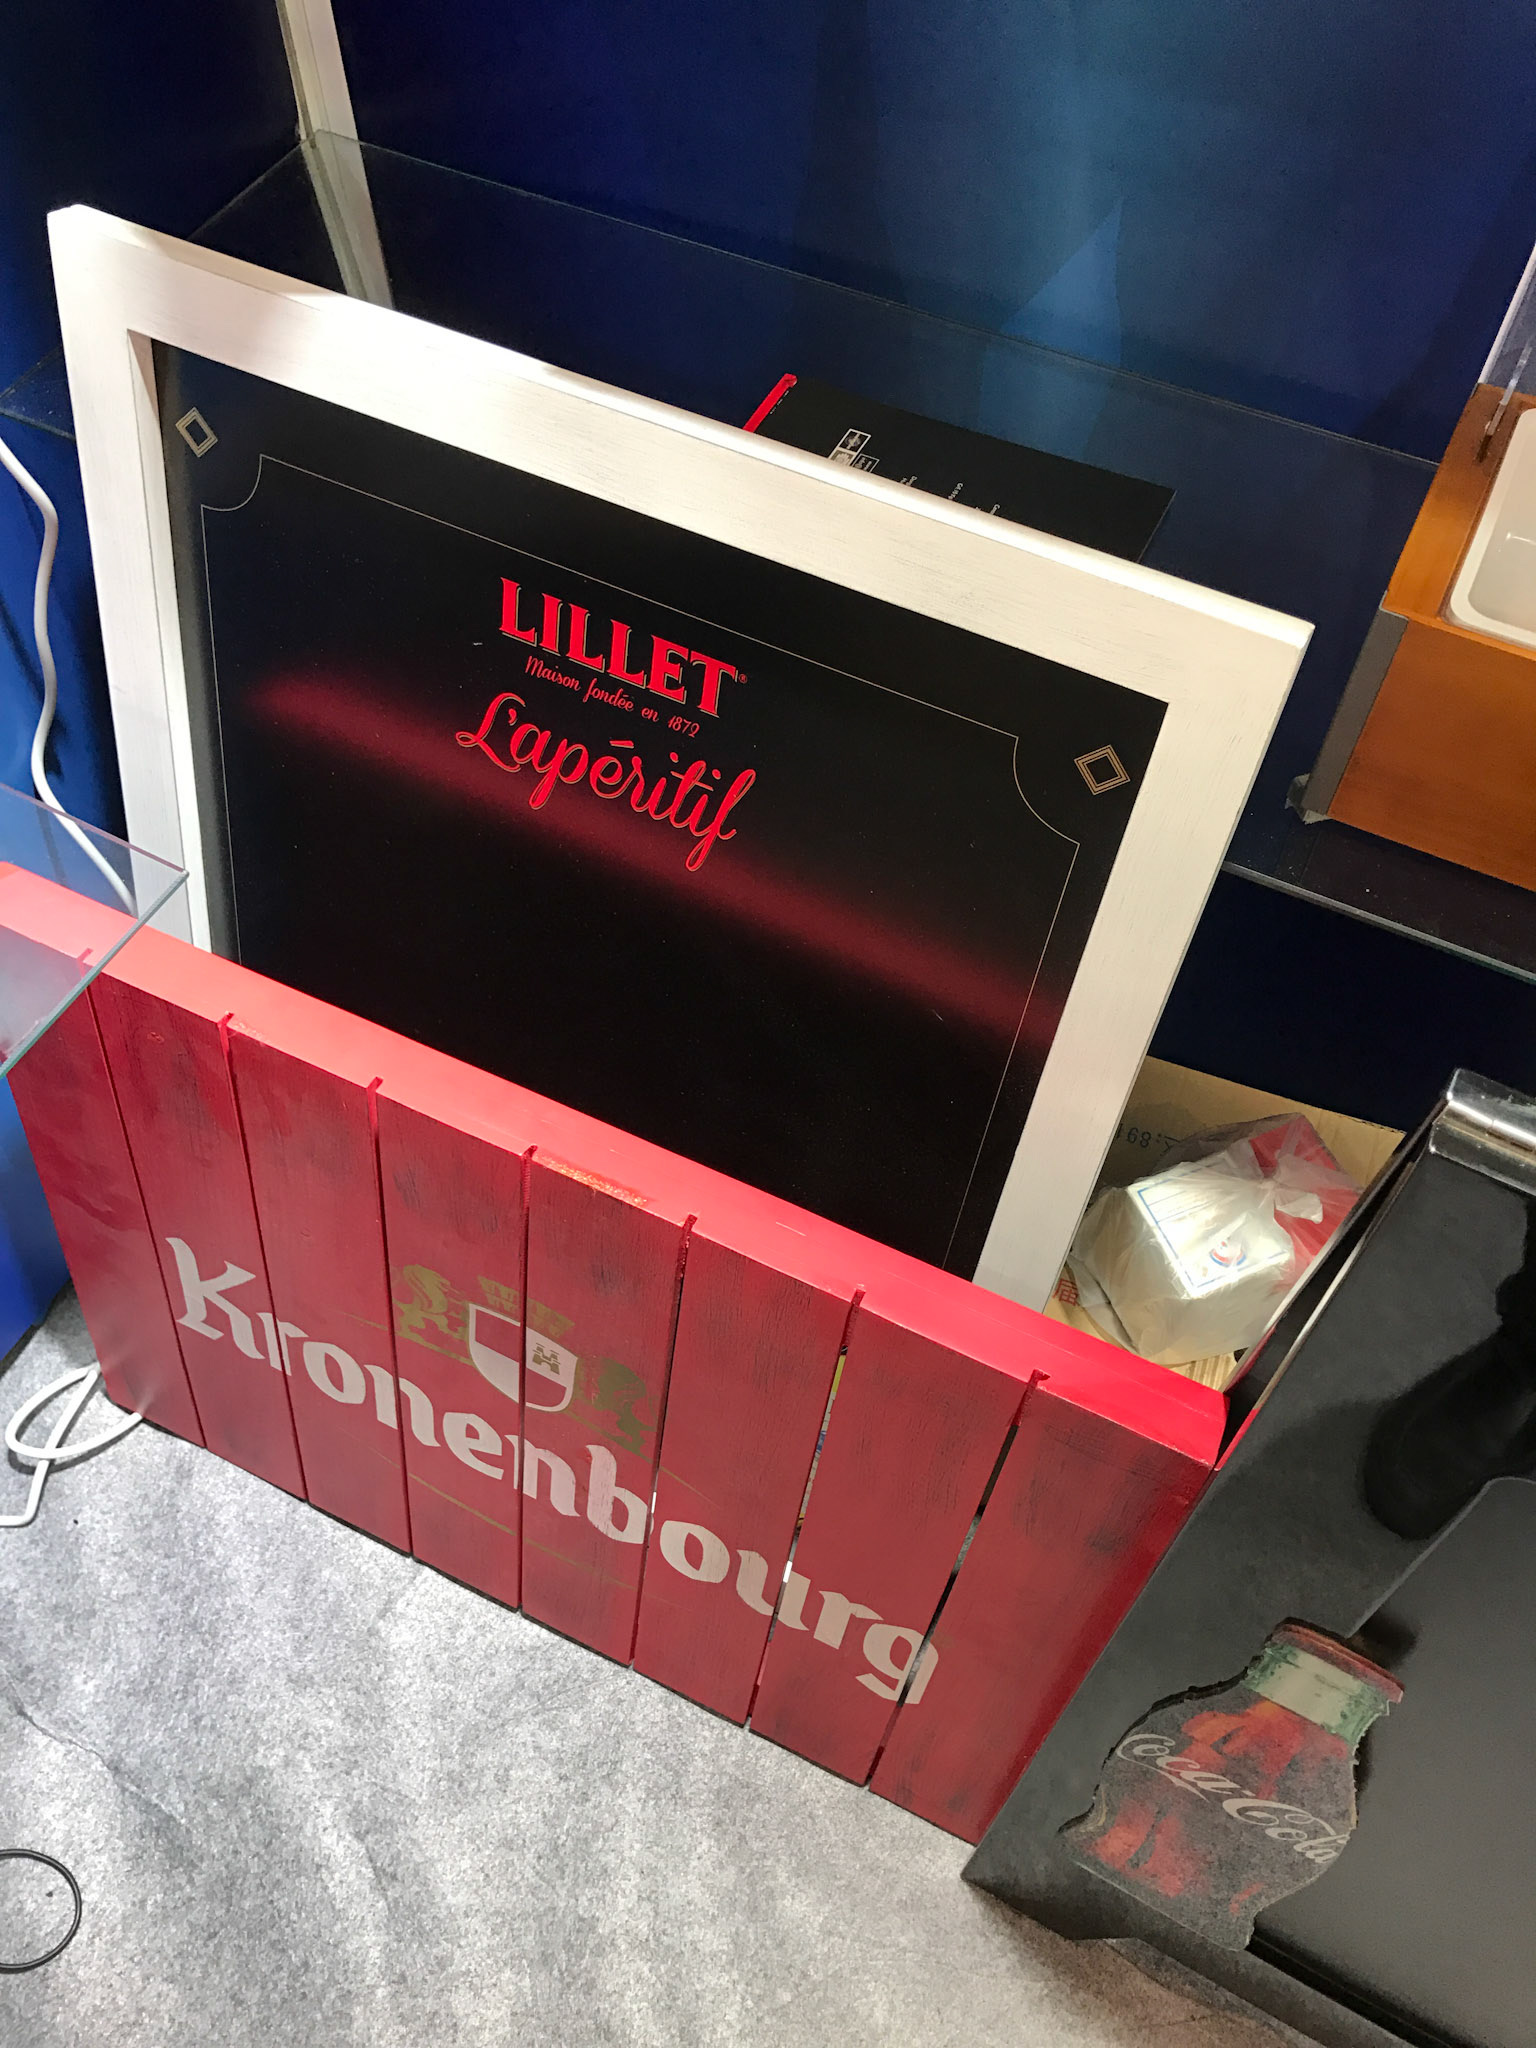 LILLET®
Maison fondée en 1872
L'apéritif
Kronenbourg
Coca-Cola